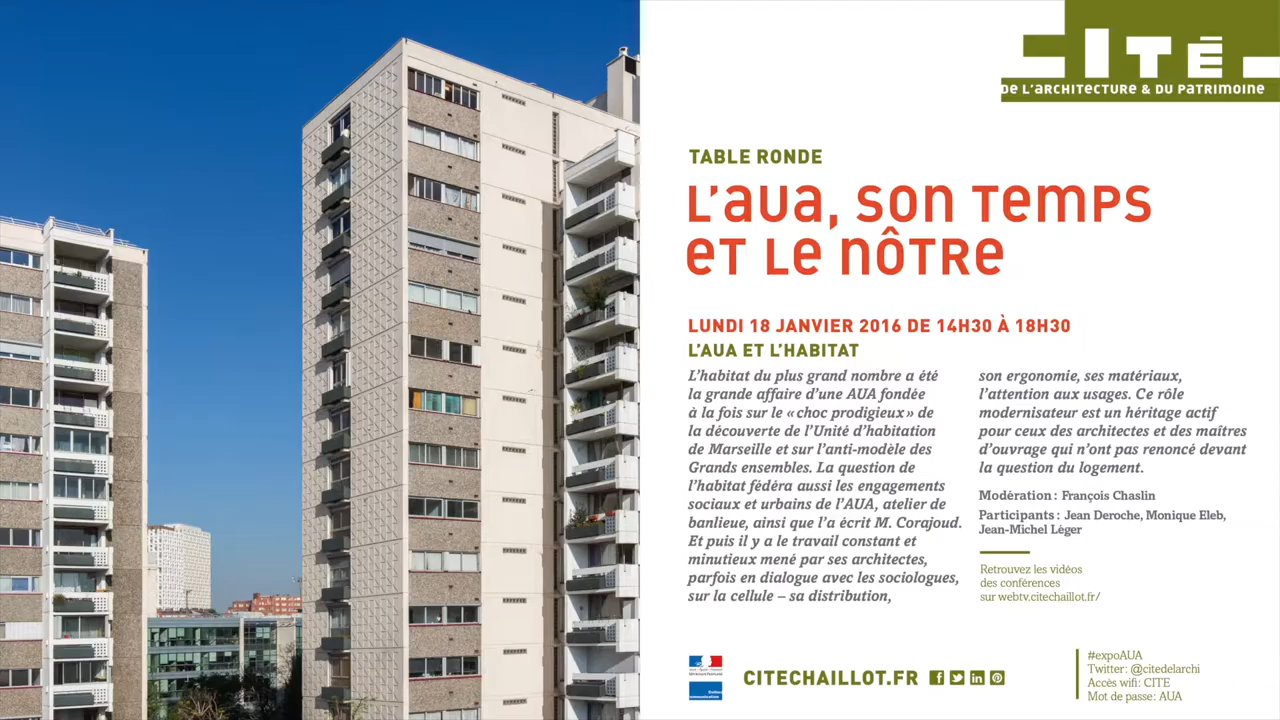 CITÉ
DE L'ARCHITECTURE & DU PATRIMOINE
TABLE RONDE
L'AUA, SON TEMPS
ET LE NÔTRE
LUNDI 18 JANVIER 2016 DE 14H30 À 18H30
L'AUA ET L'HABITAT
L'habitat du plus grand nombre a été
la grande affaire d'une AUA fondée
à la fois sur le « choc prodigieux » de
la découverte de l'Unité d'habitation
de Marseille et sur l'anti-modèle des
Grands ensembles. La question de
l'habitat fédéra aussi les engagements
sociaux et urbains de l'AUA, atelier de
banlieue, ainsi que l'a écrit M. Corajoud.
Et puis il y a le travail constant et
minutieux mené par ses architectes,
parfois en dialogue avec les sociologues,
sur la cellule – sa distribution,
son ergonomie, ses matériaux,
l'attention aux usages. Ce rôle
modernisateur est un héritage actif
pour ceux des architectes et des maîtres
d'ouvrage qui n'ont pas renoncé devant
la question du logement.
Modération : François Chaslin
Participants : Jean Deroche, Monique Eleb,
Jean-Michel Léger
Retrouvez les vidéos
des conférences
sur webtv.citechaillot.fr/
CITECHAILLOT.FR
#expoAUA
Twitter: @citedelarchi
Accès wifi: CITE
Mot de passe: AUA